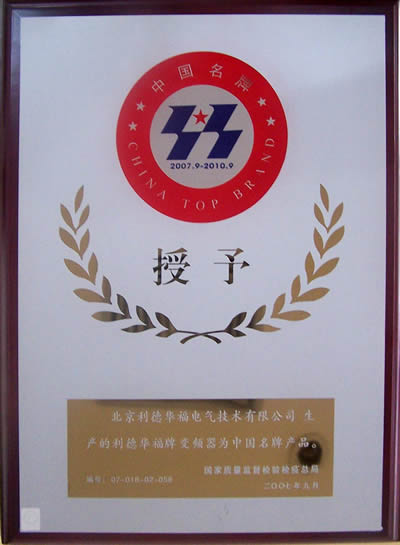 中国名牌
2007.9-2010.9
CHINA TOP BRAND
授予
北京利德华福电气技术有限公司 生
产的利德华福牌变频器为中国名牌产品。
国家质量监督检验检疫总局
编号：07-018-02-058
二〇〇七年九月